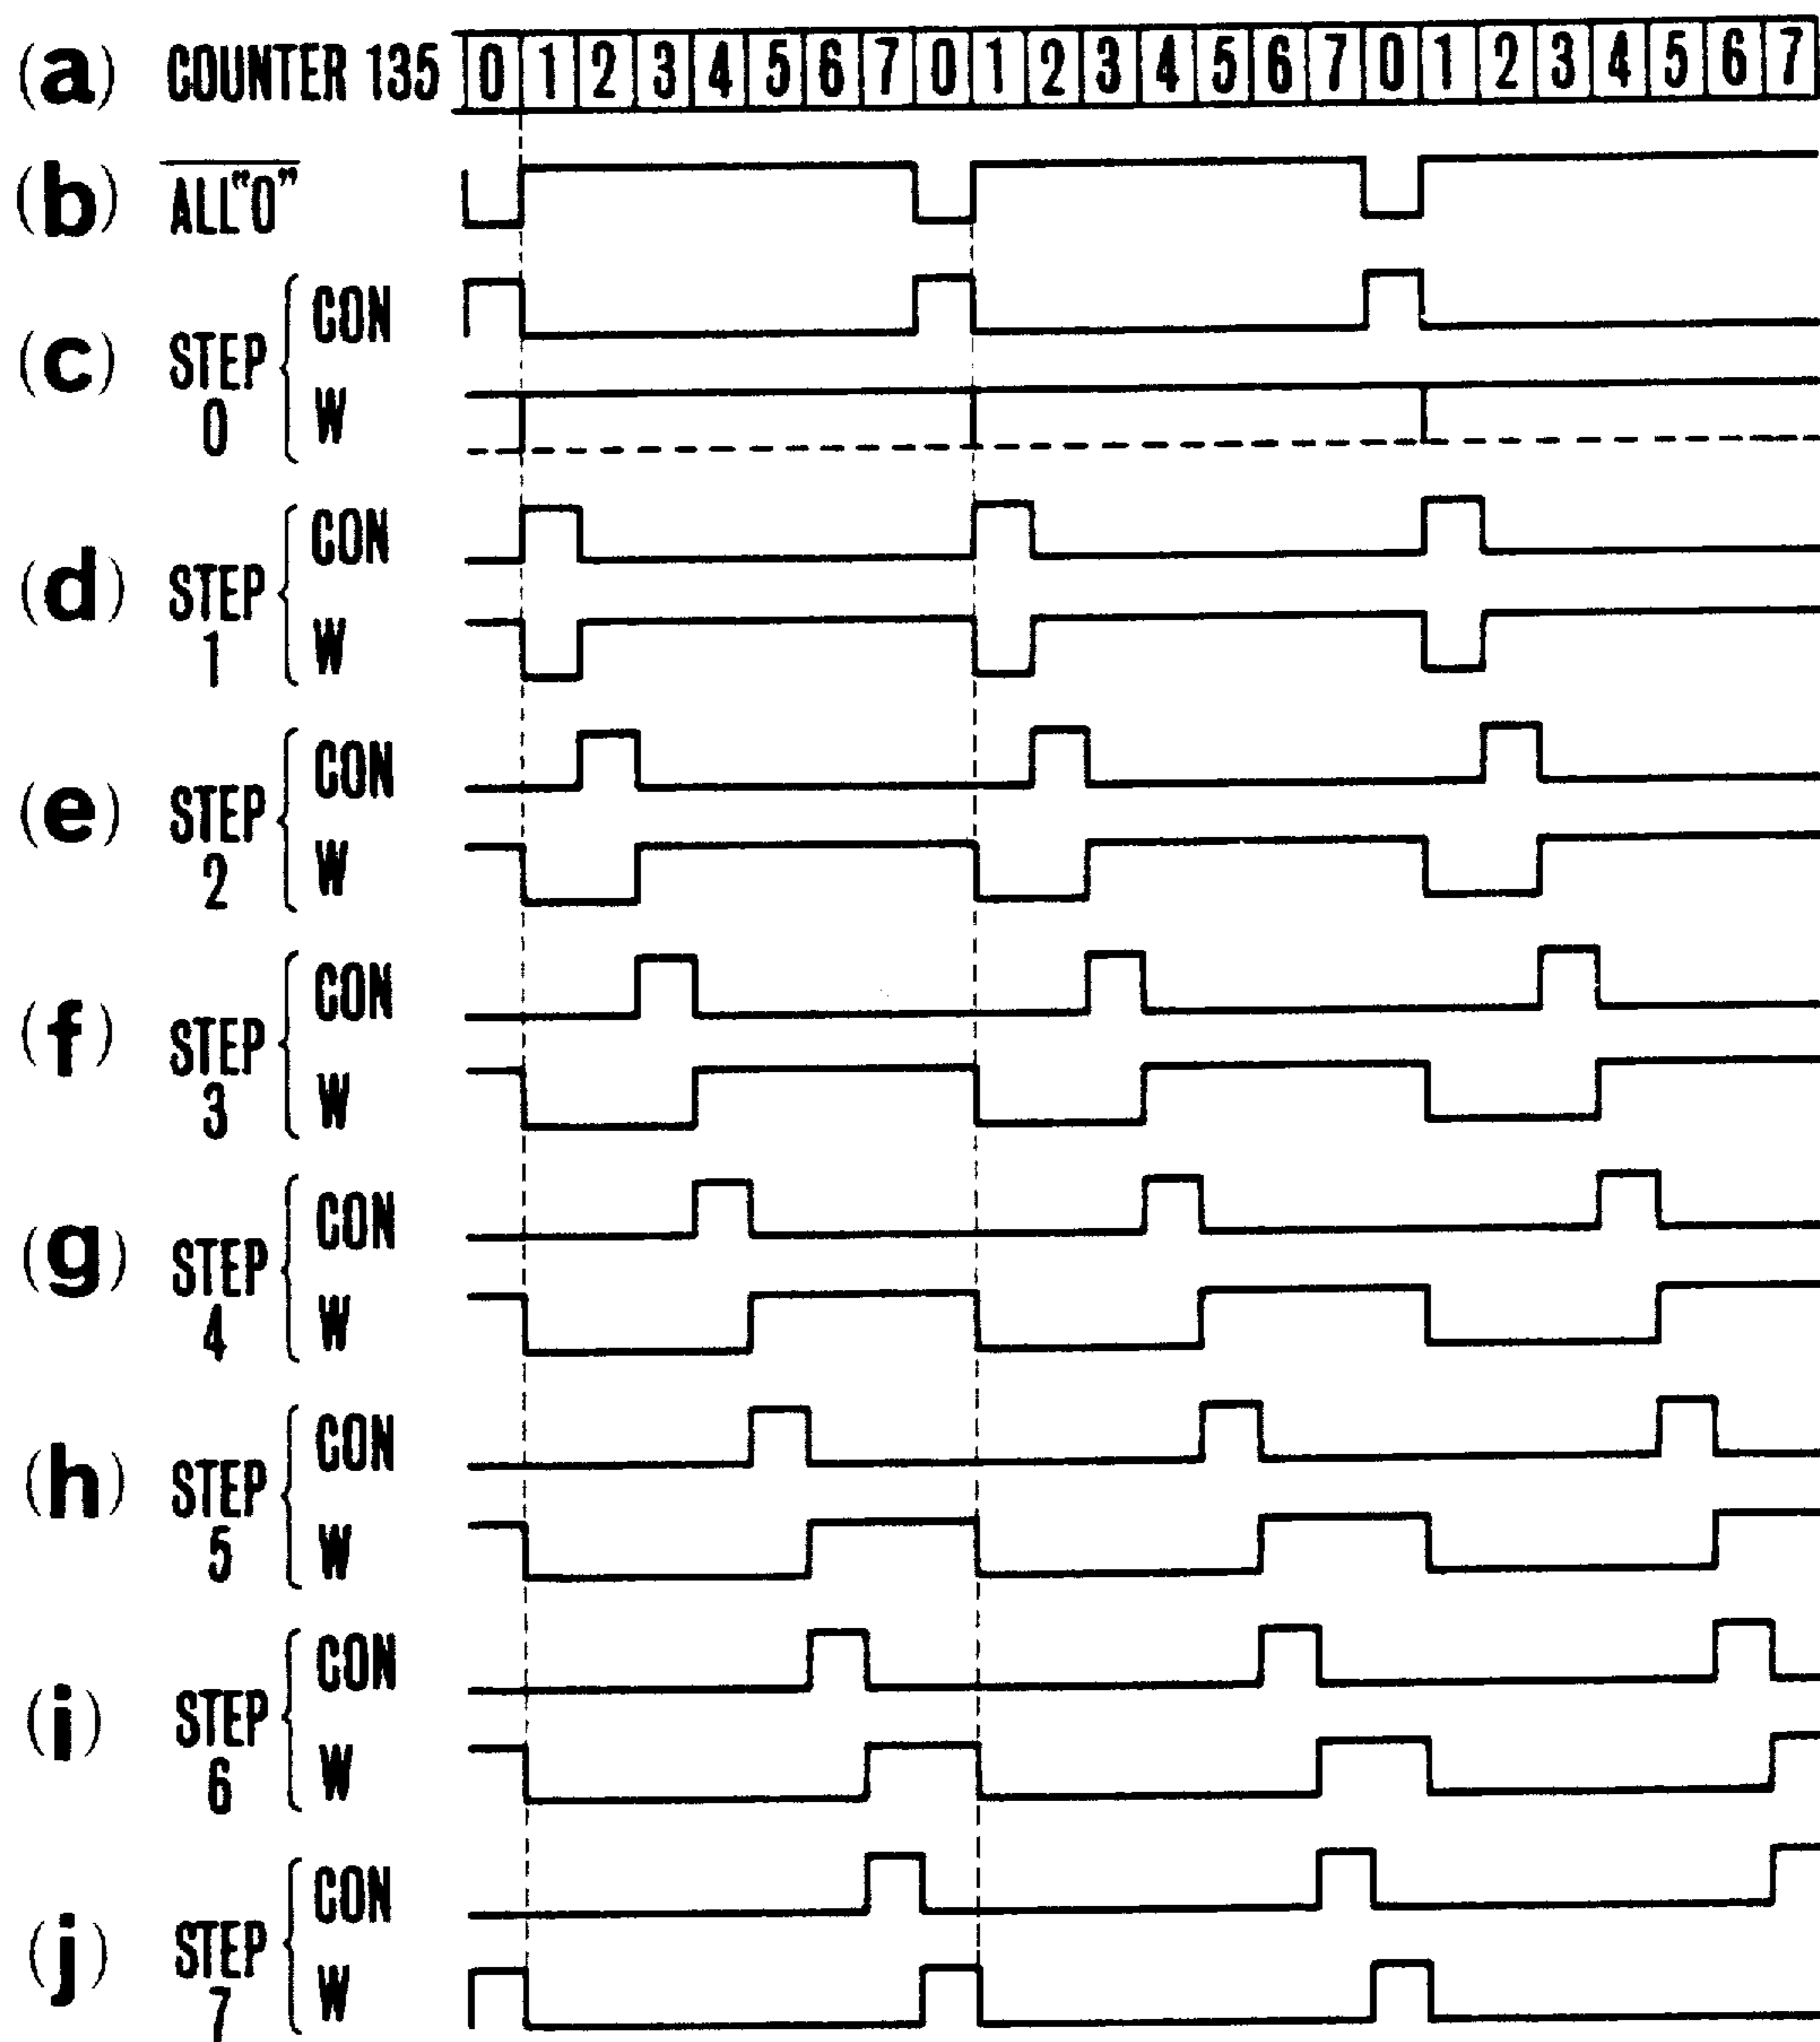 (a) COUNTER 135 0 1 2 3 4 5 6 7 0 1 2 3 4 5 6 7 0 1 2 3 4 5 6 7
(b) ALL"0"
(c) STEP 0 CON
W
(d) STEP 1 CON
W
(e) STEP 2 CON
W
(f) STEP 3 CON
W
(g) STEP 4 CON
W
(h) STEP 5 CON
W
(i) STEP 6 CON
W
(j) STEP 7 CON
W